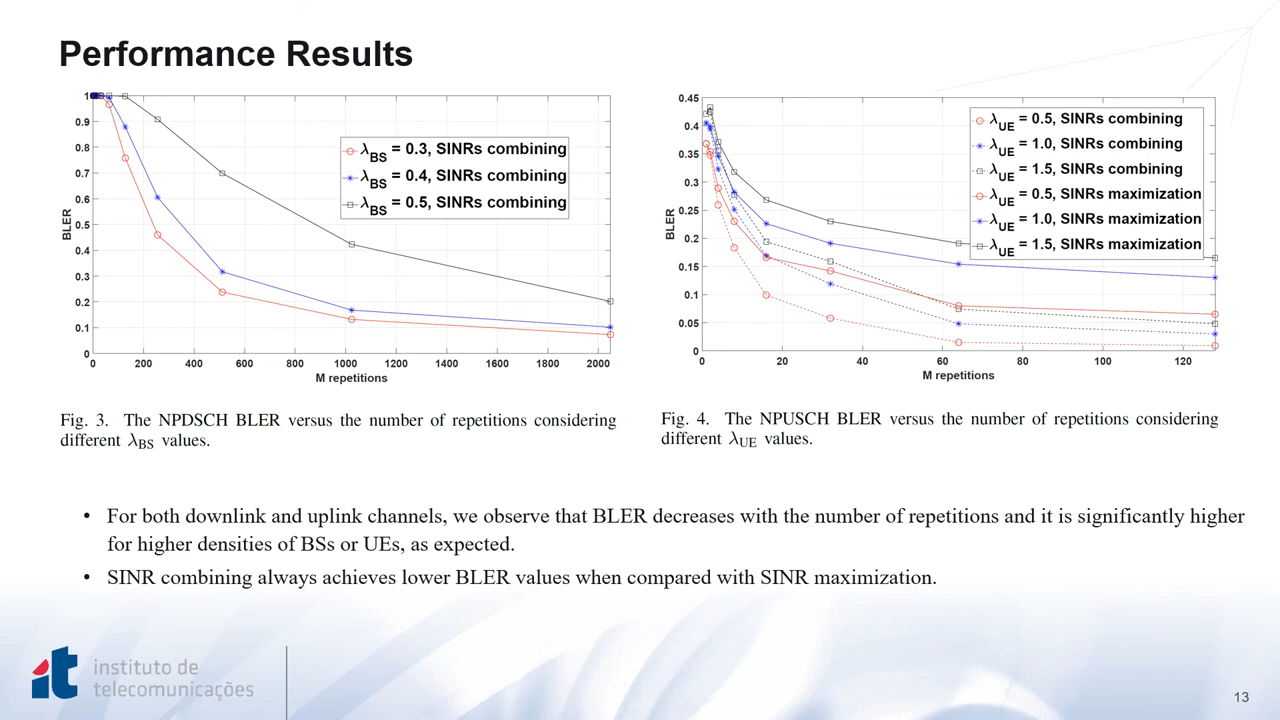 Performance Results
1
0.9
0.8
0.7
0.6
0.5
0.4
0.3
0.2
0.1
0
BLER
0 200 400 600 800 1000 1200 1400 1600 1800 2000
M repetitions
λBS = 0.3, SINRs combining
λBS = 0.4, SINRs combining
λBS = 0.5, SINRs combining
0.45
0.4
0.35
0.3
0.25
0.2
0.15
0.1
0.05
0
BLER
0 20 40 60 80 100 120
M repetitions
λUE = 0.5, SINRs combining
λUE = 1.0, SINRs combining
λUE = 1.5, SINRs combining
λUE = 0.5, SINRs maximization
λUE = 1.0, SINRs maximization
λUE = 1.5, SINRs maximization
Fig. 3. The NPDSCH BLER versus the number of repetitions considering
different λBS values.
Fig. 4. The NPUSCH BLER versus the number of repetitions considering
different λUE values.
• For both downlink and uplink channels, we observe that BLER decreases with the number of repetitions and it is significantly higher
for higher densities of BSs or UEs, as expected.
• SINR combining always achieves lower BLER values when compared with SINR maximization.
it
instituto de
telecomunicações
13